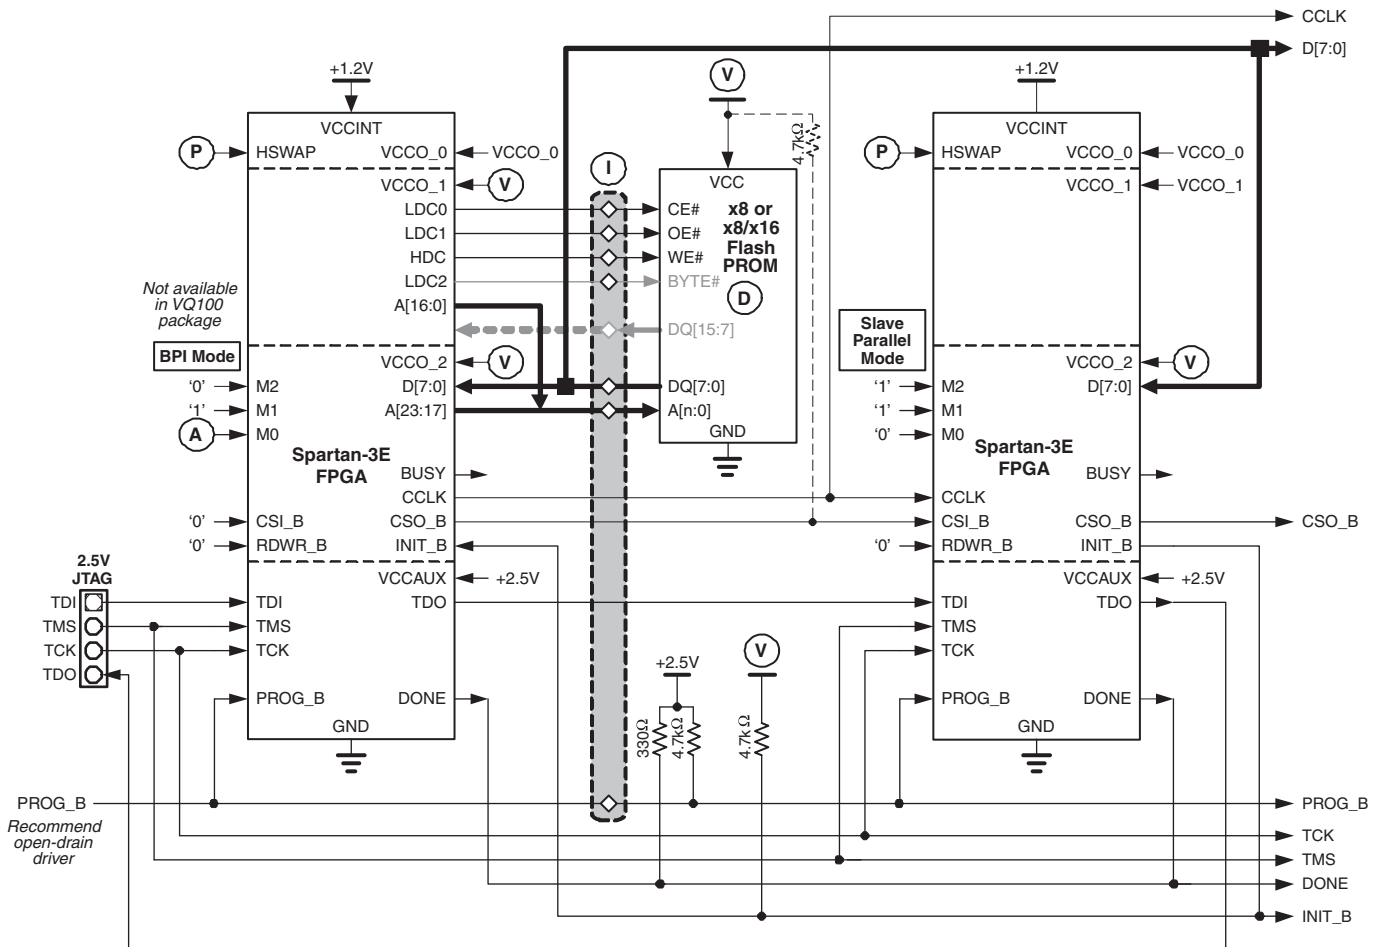 CCLK
D[7:0]
+1.2V
V
+1.2V
VCCINT
4.7kΩ
VCCINT
P
HSWAP
VCCO_0
VCCO_0
P
HSWAP
VCCO_0
VCCO_0
I
VCCO_1
V
VCC
VCCO_1
VCCO_1
LDC0
CE#
x8 or
x8/x16
Flash
PROM
LDC1
OE#
HDC
WE#
LDC2
BYTE#
D
Not available
in VQ100
package
A[16:0]
DQ[15:7]
Slave
Parallel
Mode
BPI Mode
VCCO_2
V
VCCO_2
V
'0'
M2
D[7:0]
DQ[7:0]
'1'
M2
D[7:0]
'1'
M1
A[23:17]
A[n:0]
'1'
M1
A
M0
GND
'0'
M0
Spartan-3E
FPGA
Spartan-3E
FPGA
BUSY
BUSY
CCLK
CCLK
'0'
CSI_B
CSO_B
CSI_B
CSO_B
CSO_B
'0'
RDWR_B
INIT_B
'0'
RDWR_B
INIT_B
2.5V
JTAG
VCCAUX
+2.5V
VCCAUX
+2.5V
TDI
TDI
TDO
TDI
TDO
TMS
TMS
TMS
TCK
TCK
TCK
TDO
+2.5V
V
PROG_B
DONE
PROG_B
DONE
330Ω
4.7kΩ
4.7kΩ
GND
GND
PROG_B
PROG_B
Recommend
open-drain
driver
TCK
TMS
DONE
INIT_B